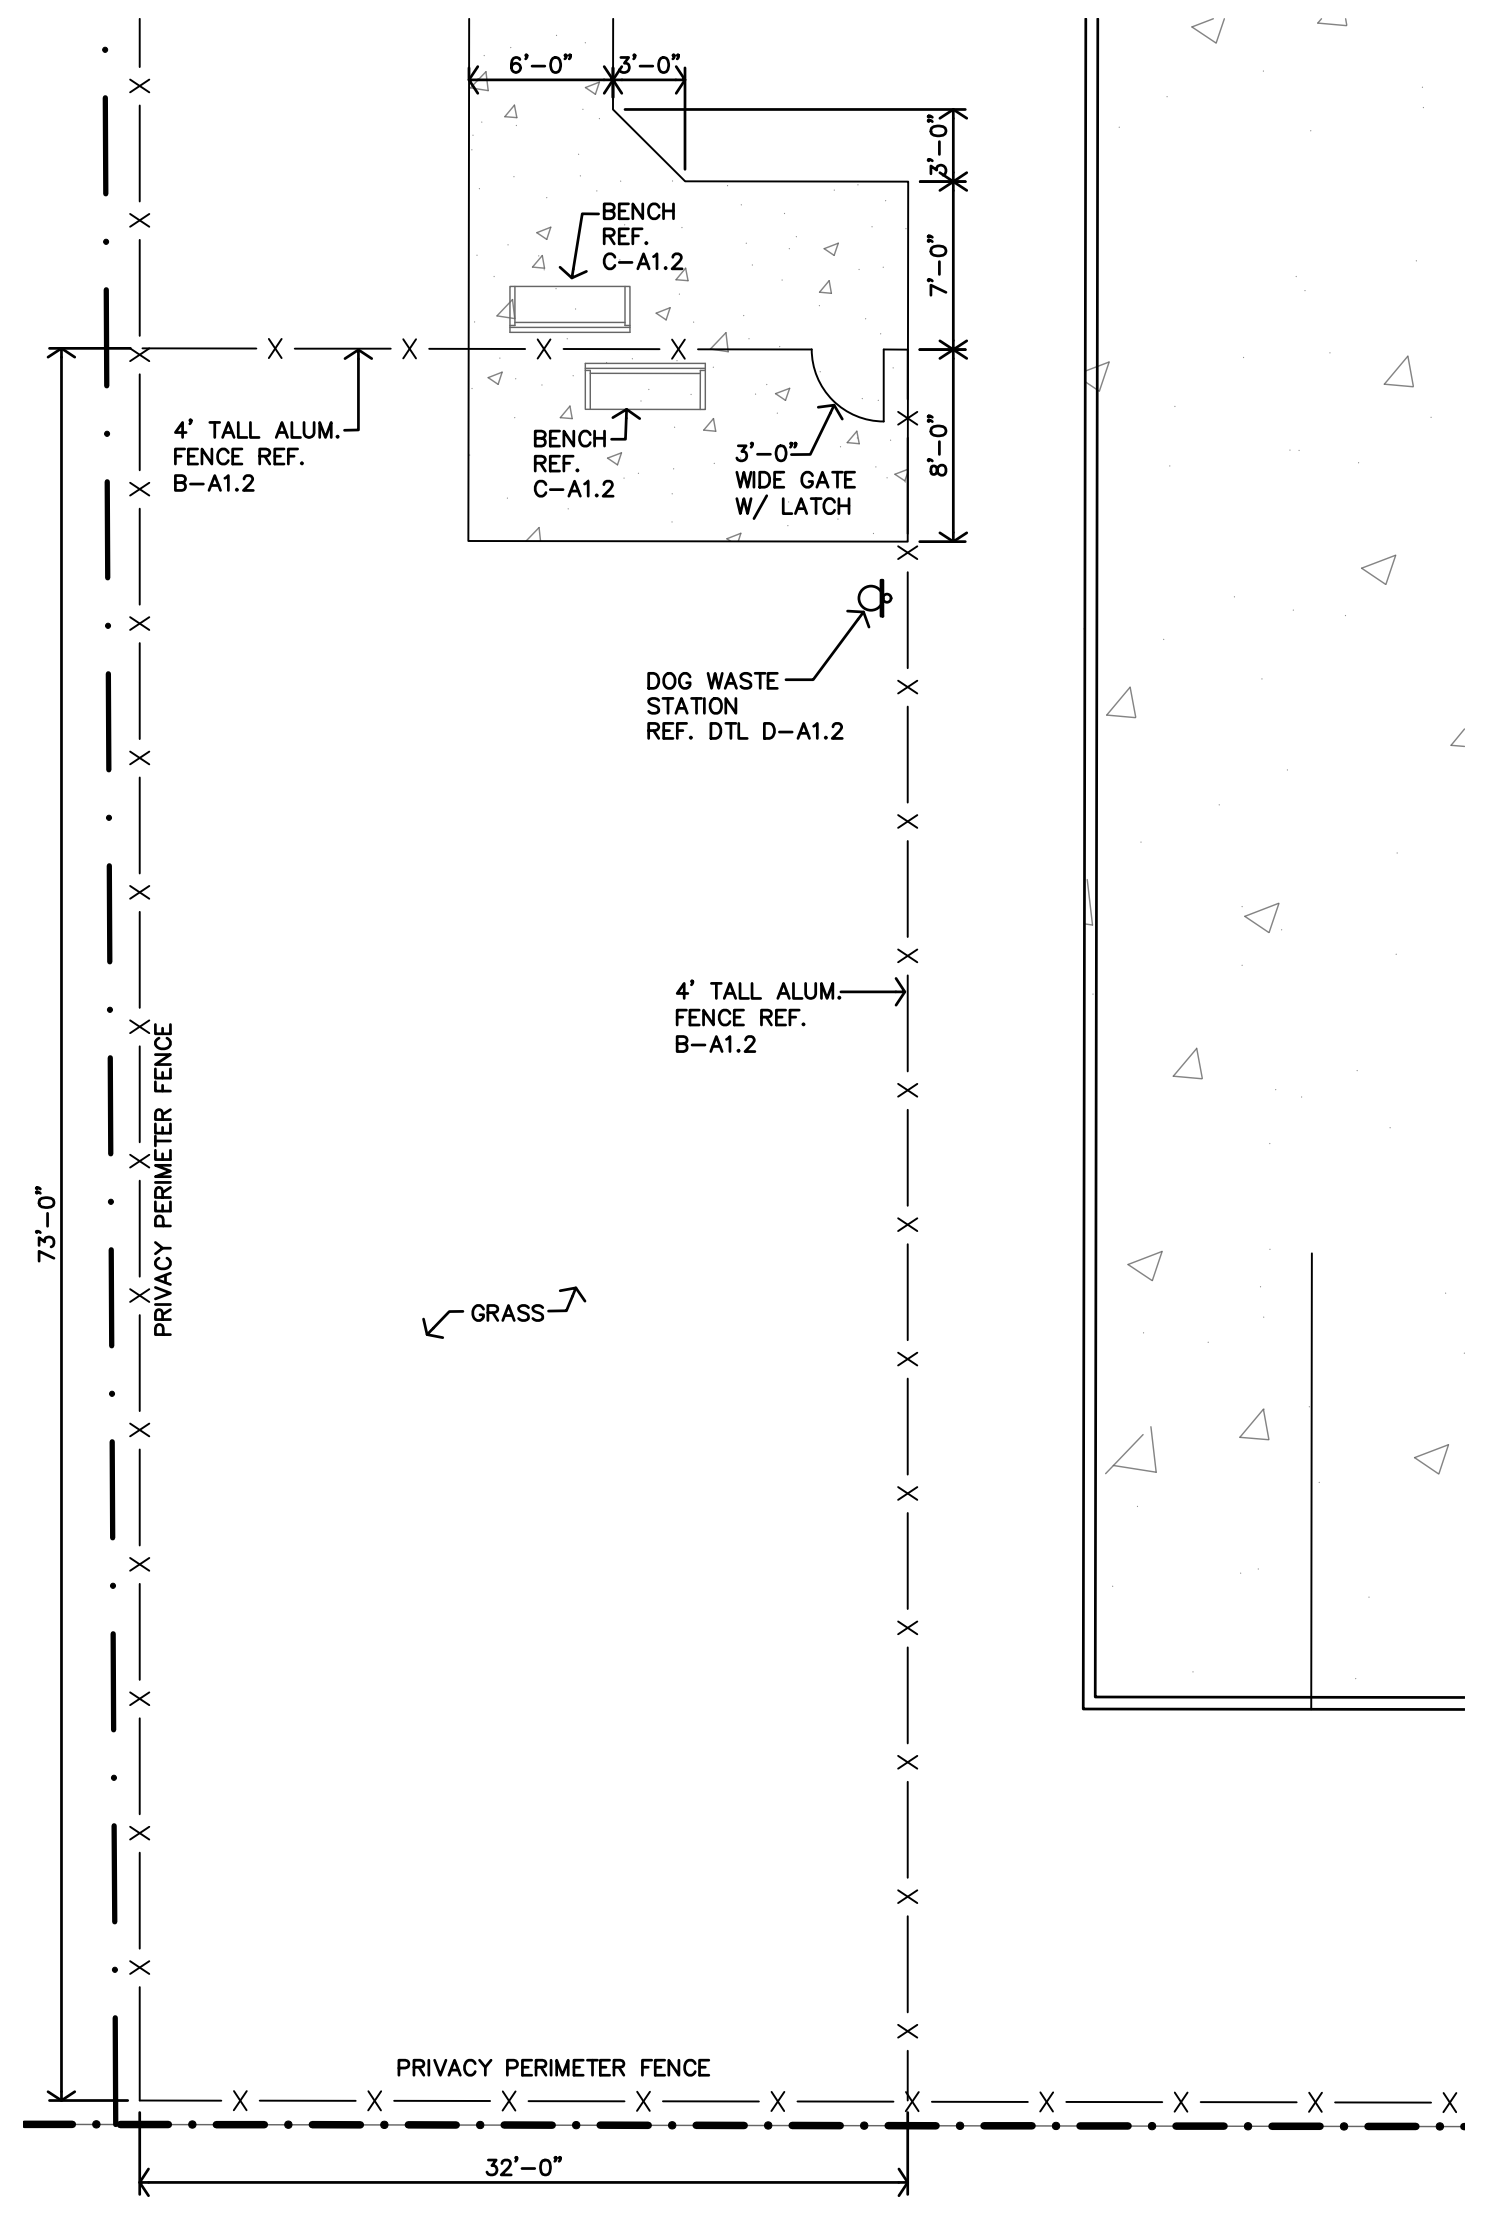 6'-0"
3'-0"
3'-0"
BENCH
REF.
C-A1.2
7'-0"
4' TALL ALUM.
FENCE REF.
B-A1.2
BENCH
REF.
C-A1.2
3'-0"
WIDE GATE
W/ LATCH
8'-0"
DOG WASTE
STATION
REF. DTL D-A1.2
4' TALL ALUM.
FENCE REF.
B-A1.2
73'-0"
PRIVACY PERIMETER FENCE
GRASS
PRIVACY PERIMETER FENCE
32'-0"